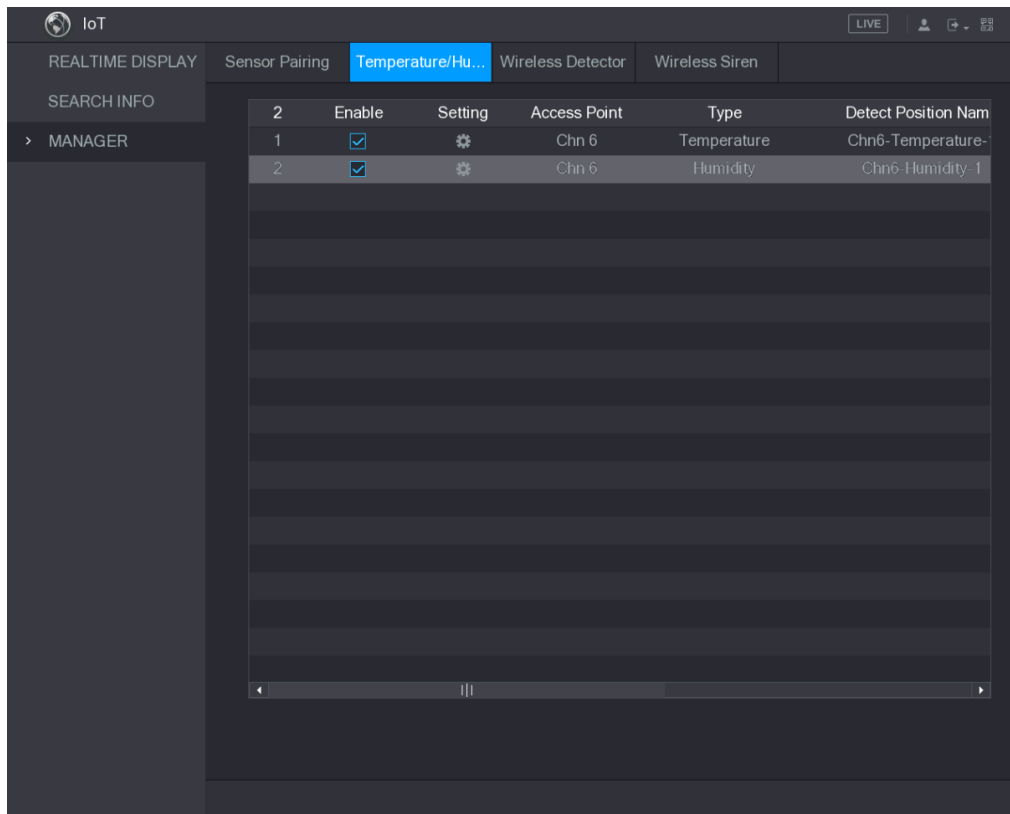 IoT
LIVE
REALTIME DISPLAY
SEARCH INFO
MANAGER
Sensor Pairing Temperature/Hu... Wireless Detector Wireless Siren
2 Enable Setting Access Point Type Detect Position Nam
1 Chn 6 Temperature Chn6-Temperature-
2 Chn 6 Humidity Chn6-Humidity-1